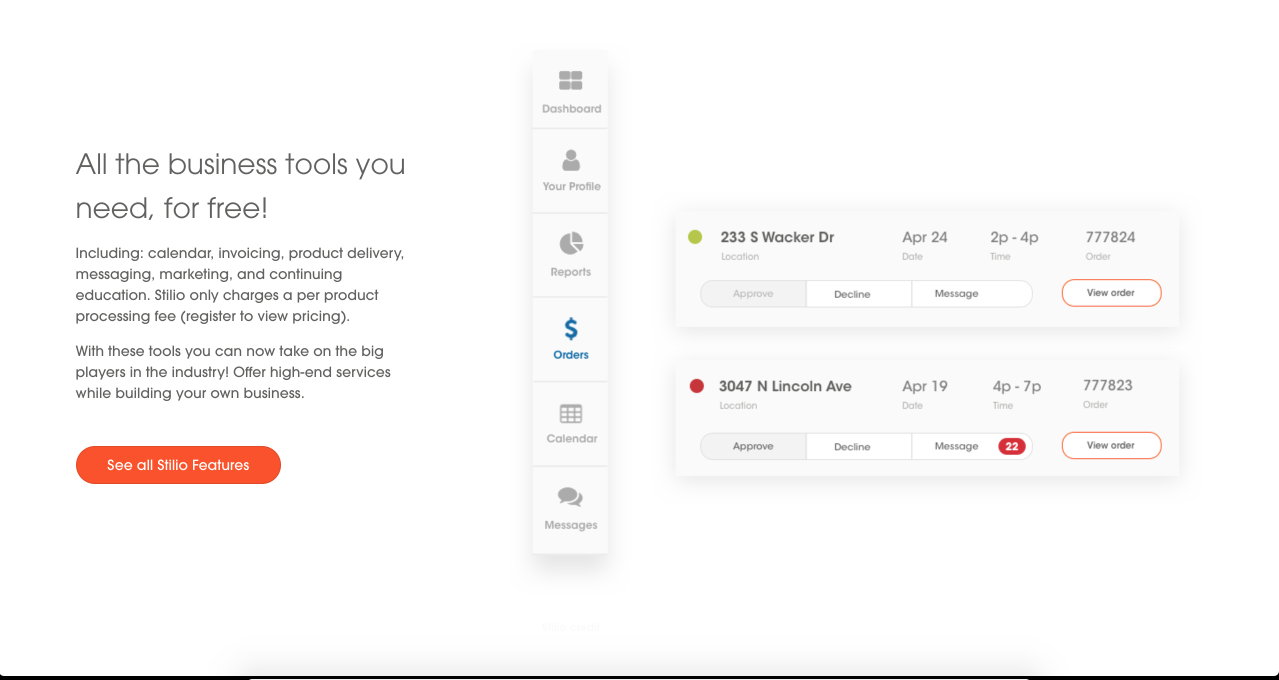 All the business tools you
need, for free!
Including: calendar, invoicing, product delivery,
messaging, marketing, and continuing
education. Stilio only charges a per product
processing fee (register to view pricing).
With these tools you can now take on the big
players in the industry! Offer high-end services
while building your own business.
See all Stilio Features
Dashboard
Your Profile
Reports
Orders
Calendar
Messages
233 S Wacker Dr Apr 24 2p - 4p 777824
Location Date Time Order
Approve Decline Message View order
3047 N Lincoln Ave Apr 19 4p - 7p 777823
Location Date Time Order
Approve Decline Message 22 View order